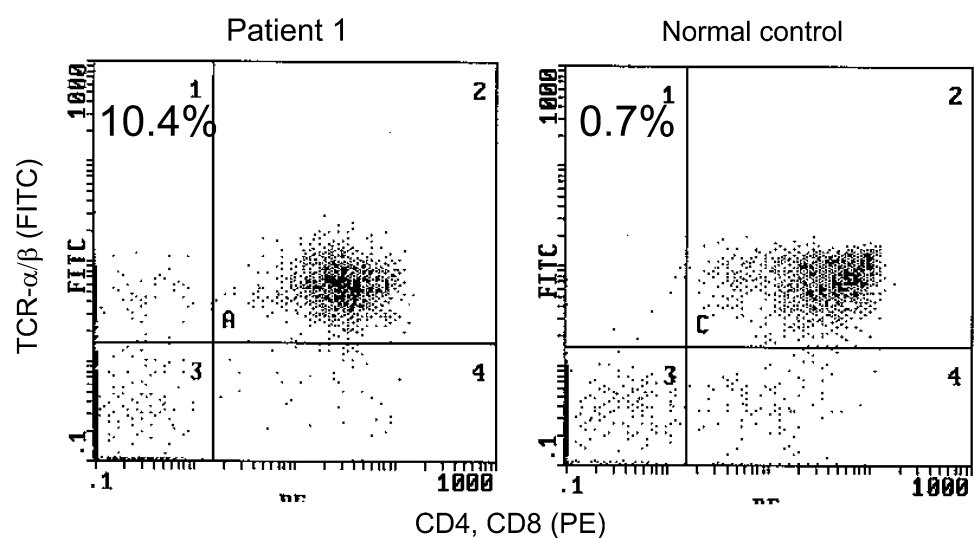 Patient 1
Normal control
1000
1
2
10.4%
TCR-α/β (FITC)
FITC
A
3
4
.1
.1
1000
1000
1
2
0.7%
FITC
C
3
4
.1
.1
1000
CD4, CD8 (PE)